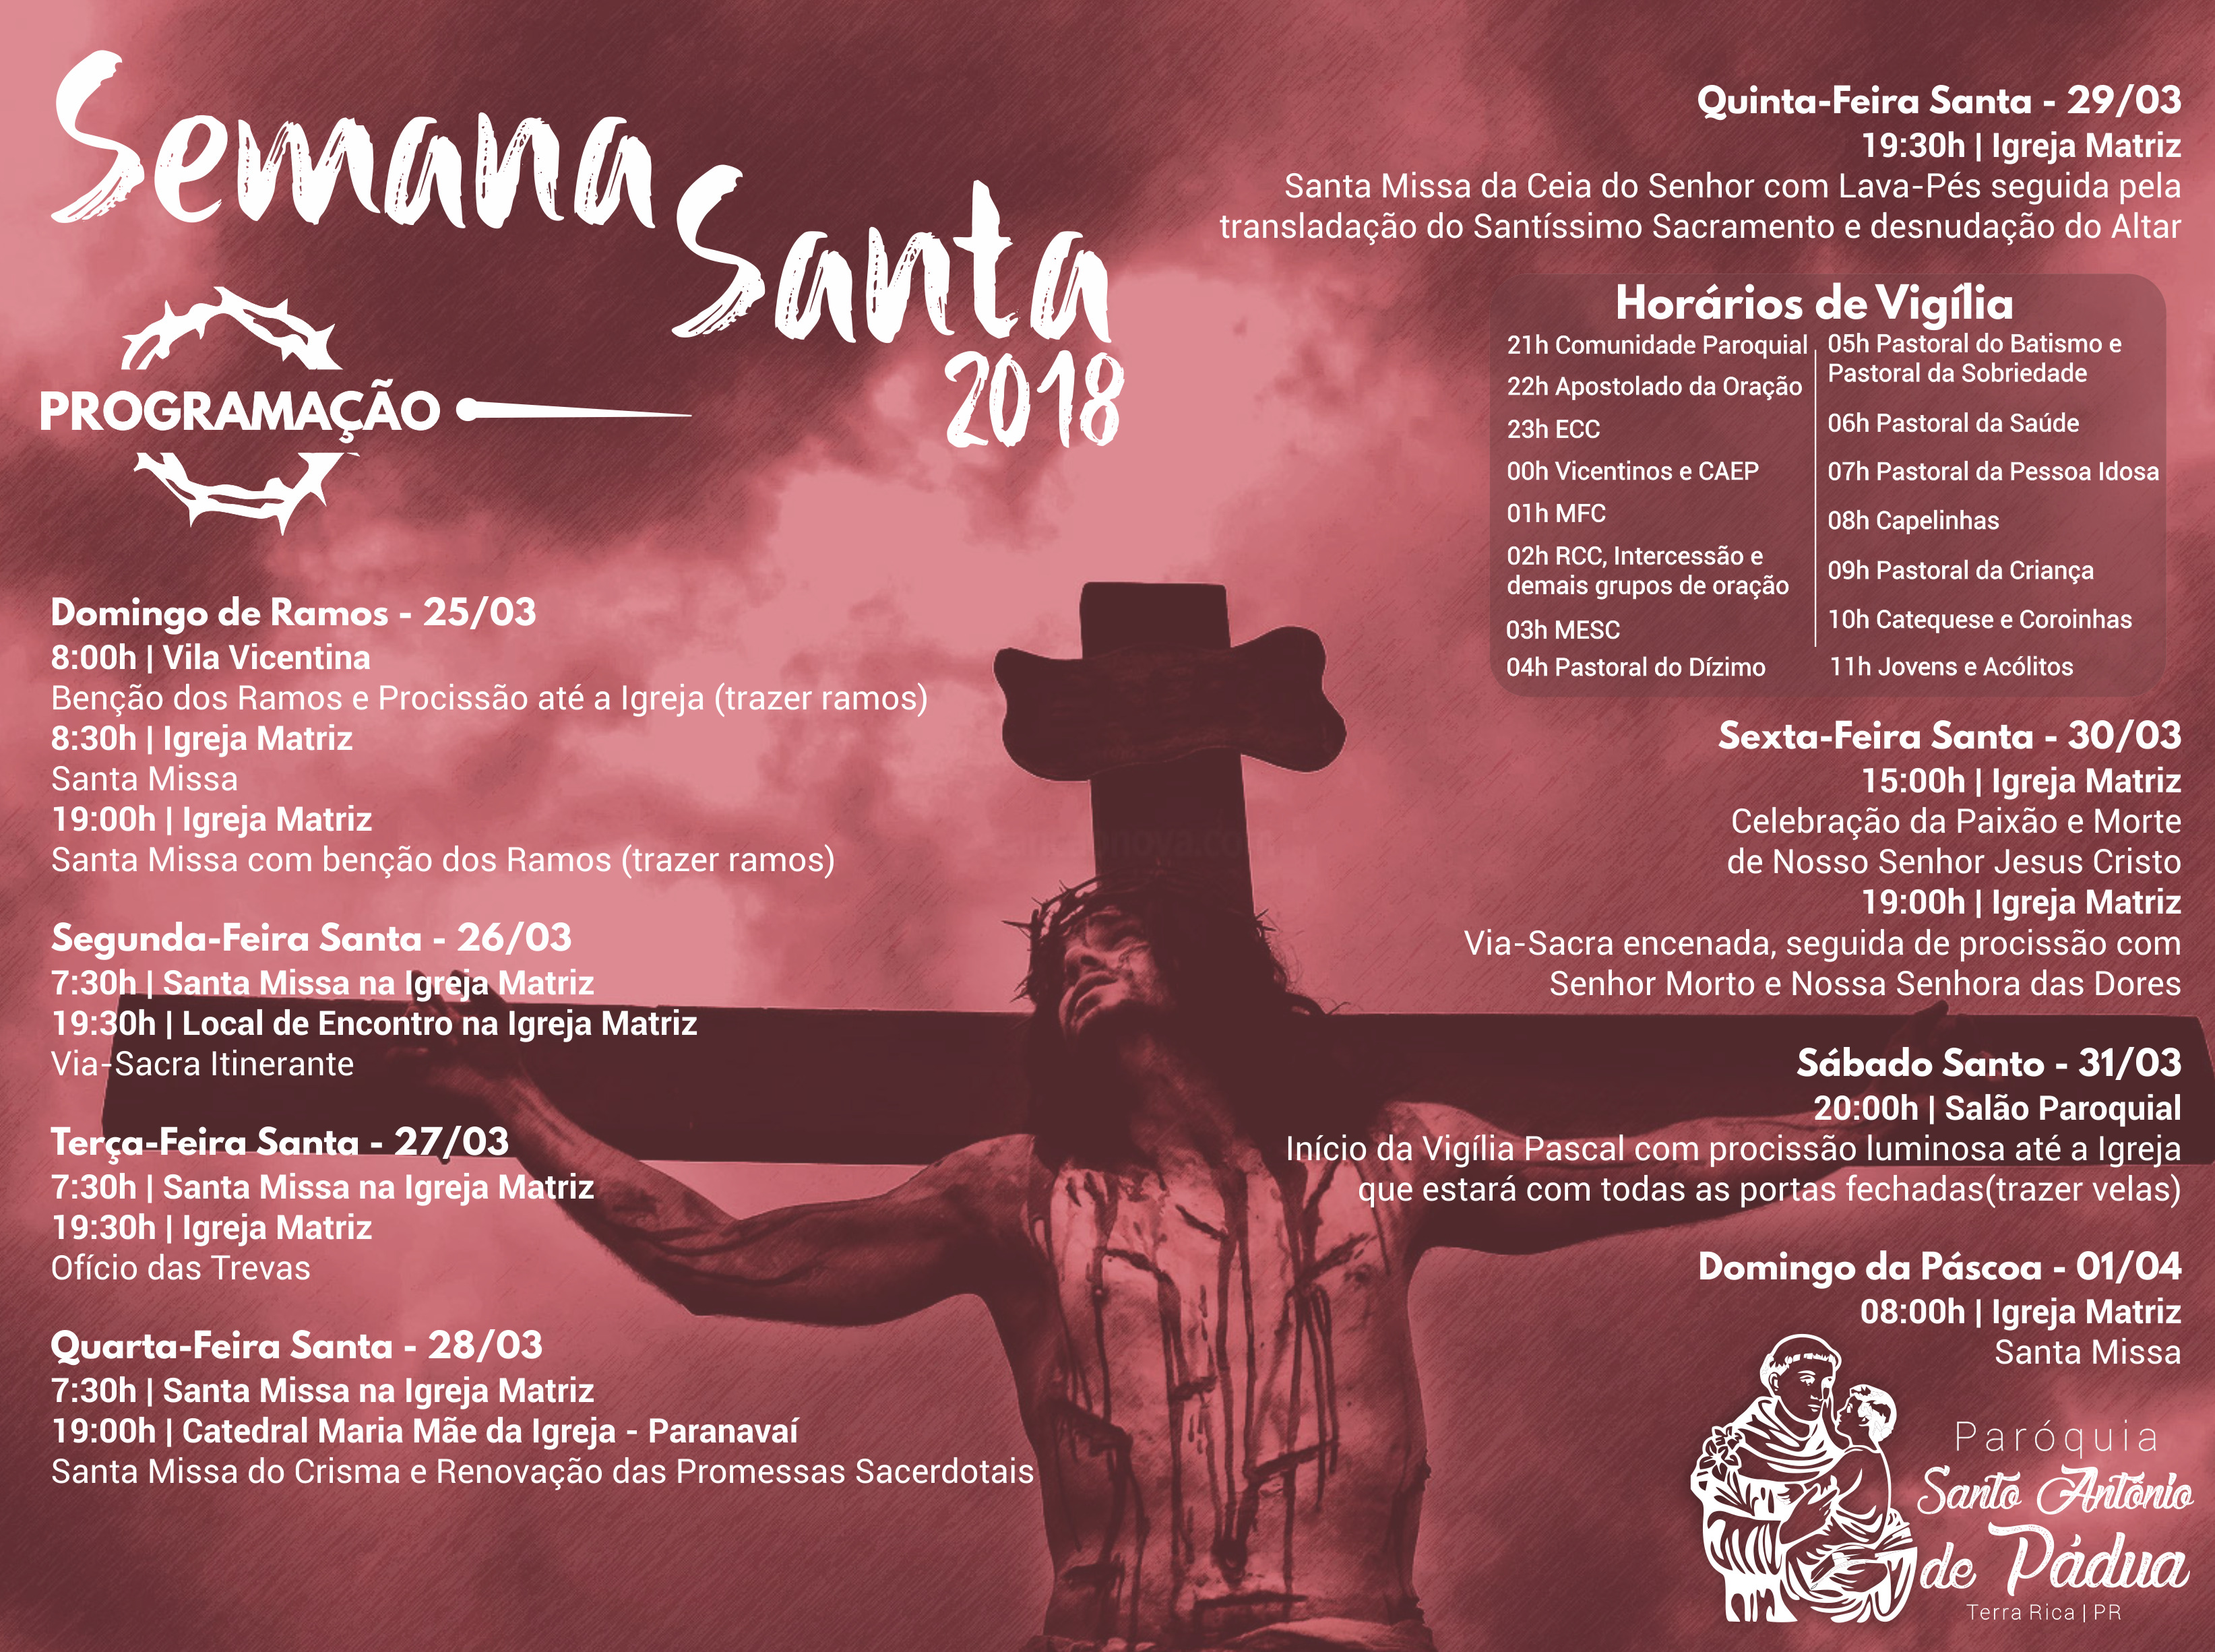 Semana
Santa
2018
PROGRAMAÇÃO
Domingo de Ramos - 25/03
8:00h | Vila Vicentina
Benção dos Ramos e Procissão até a Igreja (trazer ramos)
8:30h | Igreja Matriz
Santa Missa
19:00h | Igreja Matriz
Santa Missa com benção dos Ramos (trazer ramos)
Segunda-Feira Santa - 26/03
7:30h | Santa Missa na Igreja Matriz
19:30h | Local de Encontro na Igreja Matriz
Via-Sacra Itinerante
Terça-Feira Santa - 27/03
7:30h | Santa Missa na Igreja Matriz
19:30h | Igreja Matriz
Ofício das Trevas
Quarta-Feira Santa - 28/03
7:30h | Santa Missa na Igreja Matriz
19:00h | Catedral Maria Mãe da Igreja - Paranavaí
Santa Missa do Crisma e Renovação das Promessas Sacerdotais
Quinta-Feira Santa - 29/03
19:30h | Igreja Matriz
Santa Missa da Ceia do Senhor com Lava-Pés seguida pela
transladação do Santíssimo Sacramento e desnudação do Altar
Horários de Vigília
21h Comunidade Paroquial
22h Apostolado da Oração
23h ECC
00h Vicentinos e CAEP
01h MFC
02h RCC, Intercessão e
demais grupos de oração
03h MESC
04h Pastoral do Dízimo
05h Pastoral do Batismo e
Pastoral da Sobriedade
06h Pastoral da Saúde
07h Pastoral da Pessoa Idosa
08h Capelinhas
09h Pastoral da Criança
10h Catequese e Coroinhas
11h Jovens e Acólitos
Sexta-Feira Santa - 30/03
15:00h | Igreja Matriz
Celebração da Paixão e Morte
de Nosso Senhor Jesus Cristo
19:00h | Igreja Matriz
Via-Sacra encenada, seguida de procissão com
Senhor Morto e Nossa Senhora das Dores
Sábado Santo - 31/03
20:00h | Salão Paroquial
Início da Vigília Pascal com procissão luminosa até a Igreja
que estará com todas as portas fechadas(trazer velas)
Domingo da Páscoa - 01/04
08:00h | Igreja Matriz
Santa Missa
Paróquia
Santo Antônio
de Pádua
Terra Rica | PR